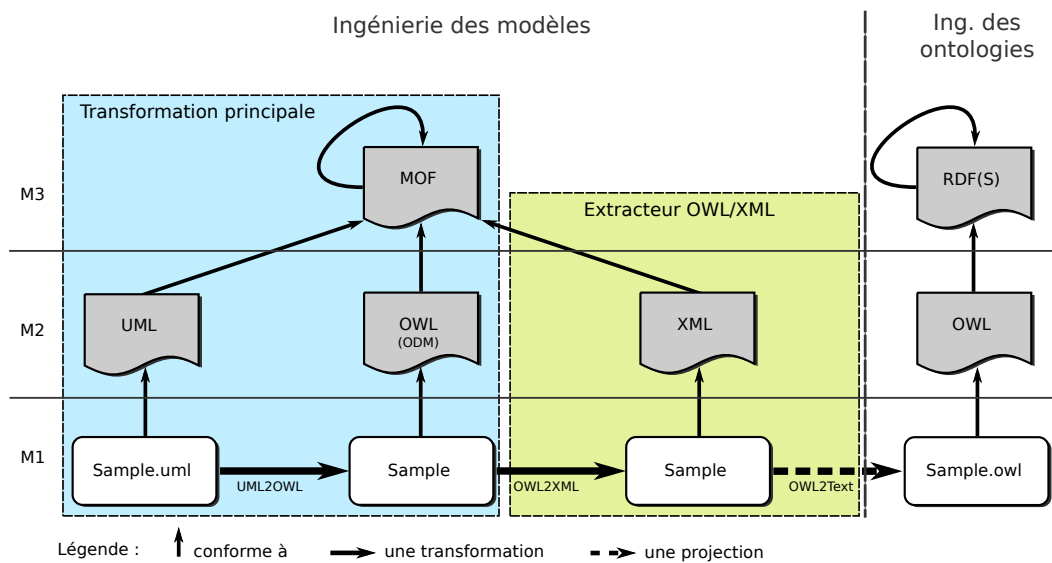 Ingénierie des modèles
Ing. des
ontologies
Transformation principale
MOF
RDF(S)
M3
Extracteur OWL/XML
M2
UML
OWL
(ODM)
XML
OWL
M1
Sample.uml
UML2OWL
Sample
OWL2XML
Sample
OWL2Text
Sample.owl
Légende :
conforme à
une transformation
une projection